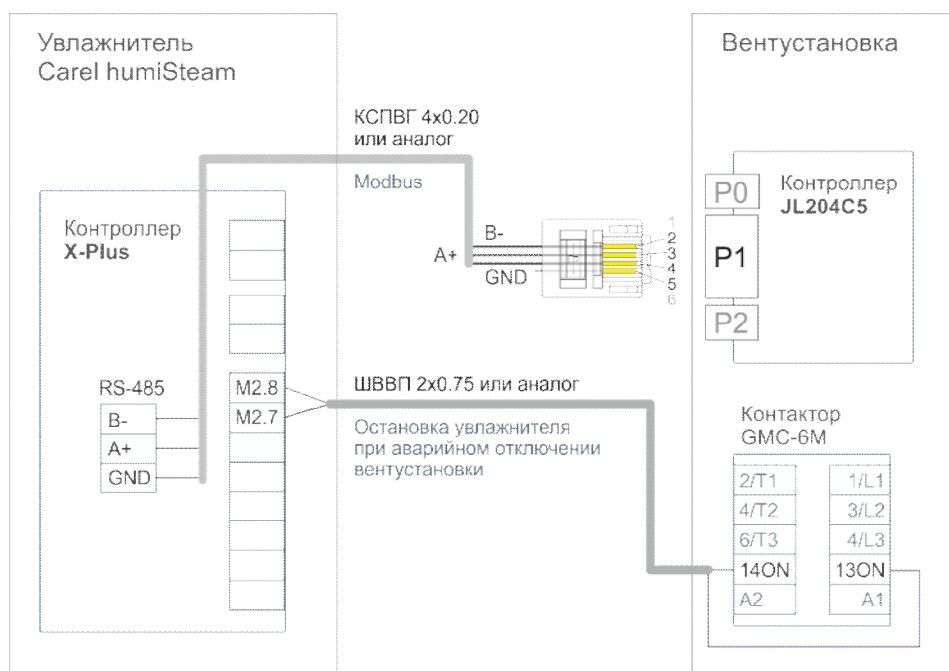 Увлажнитель
Carel humiSteam
Вентустановка
КСПВГ 4x0.20
или аналог
Modbus
Контроллер
JL204C5
P0
P1
P2
Контроллер
X-Plus
B-
A+
GND
1
2
3
4
5
6
RS-485
B-
A+
GND
M2.8
M2.7
ШВВП 2x0.75 или аналог
Остановка увлажнителя
при аварийном отключении
вентустановки
Контактор
GMC-6M
2/T1
1/L1
4/T2
3/L2
6/T3
4/L3
14ON
13ON
A2
A1